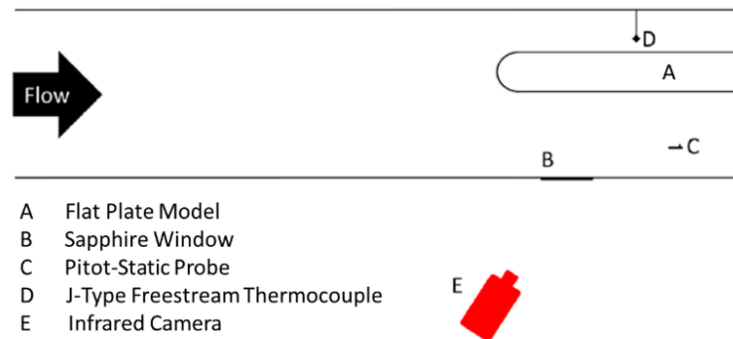 D
A
Flow
C
B
A Flat Plate Model
B Sapphire Window
C Pitot-Static Probe
D J-Type Freestream Thermocouple
E Infrared Camera
E